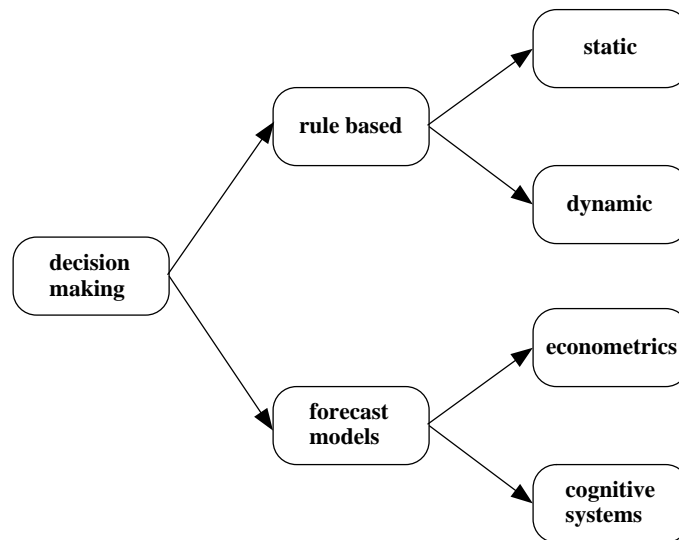 static
rule based
dynamic
decision
making
econometrics
forecast
models
cognitive
systems